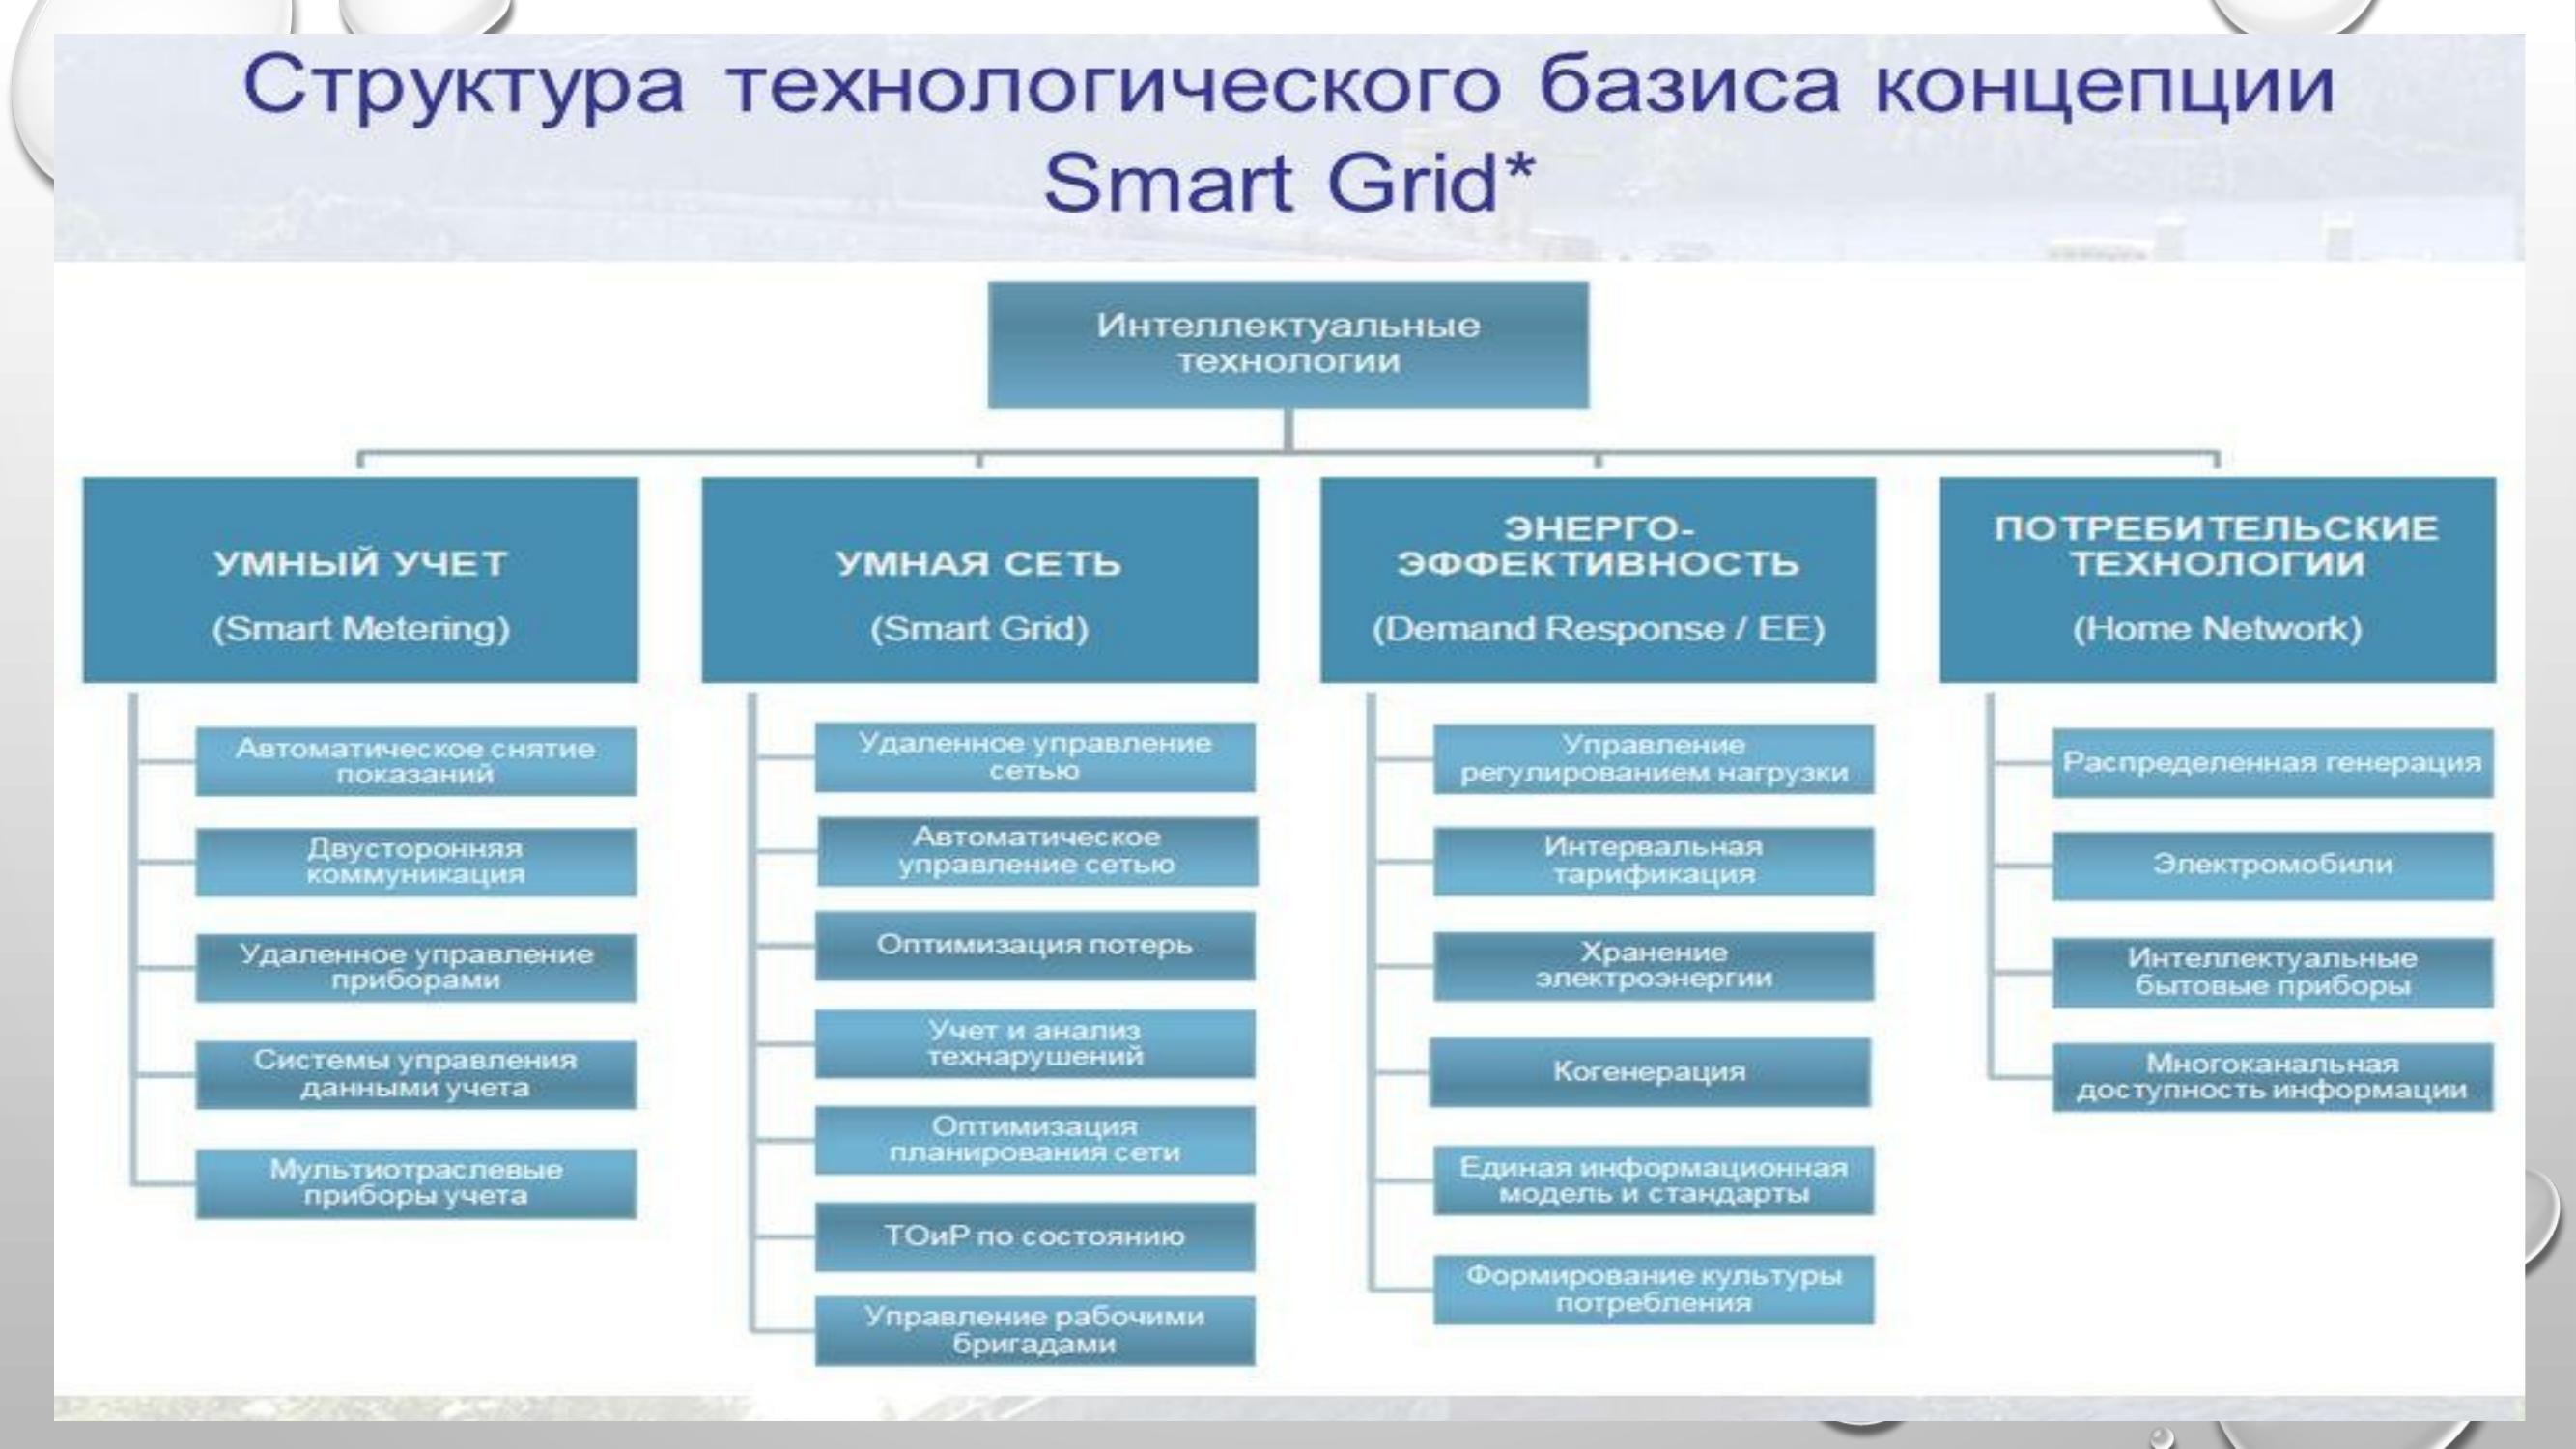 Структура технологического базиса концепции
Smart Grid*
Интеллектуальные
технологии
УМНЫЙ УЧЕТ
(Smart Metering)
Автоматическое снятие
показаний
Двусторонняя
коммуникация
Удаленное управление
приборами
Системы управления
данными учета
Мультиотраслевые
приборы учета
УМНАЯ СЕТЬ
(Smart Grid)
Удаленное управление
сетью
Автоматическое
управление сетью
Оптимизация потерь
Учет и анализ
технарушений
Оптимизация
планирования сети
ТОиР по состоянию
Управление рабочими
бригадами
ЭНЕРГО-
ЭФФЕКТИВНОСТЬ
(Demand Response / EE)
Управление
регулированием нагрузки
Интервальная
тарификация
Хранение
электроэнергии
Когенерация
Единая информационная
модель и стандарты
Формирование культуры
потребления
ПОТРЕБИТЕЛЬСКИЕ
ТЕХНОЛОГИИ
(Home Network)
Распределенная генерация
Электромобили
Интеллектуальные
бытовые приборы
Многоканальная
доступность информации